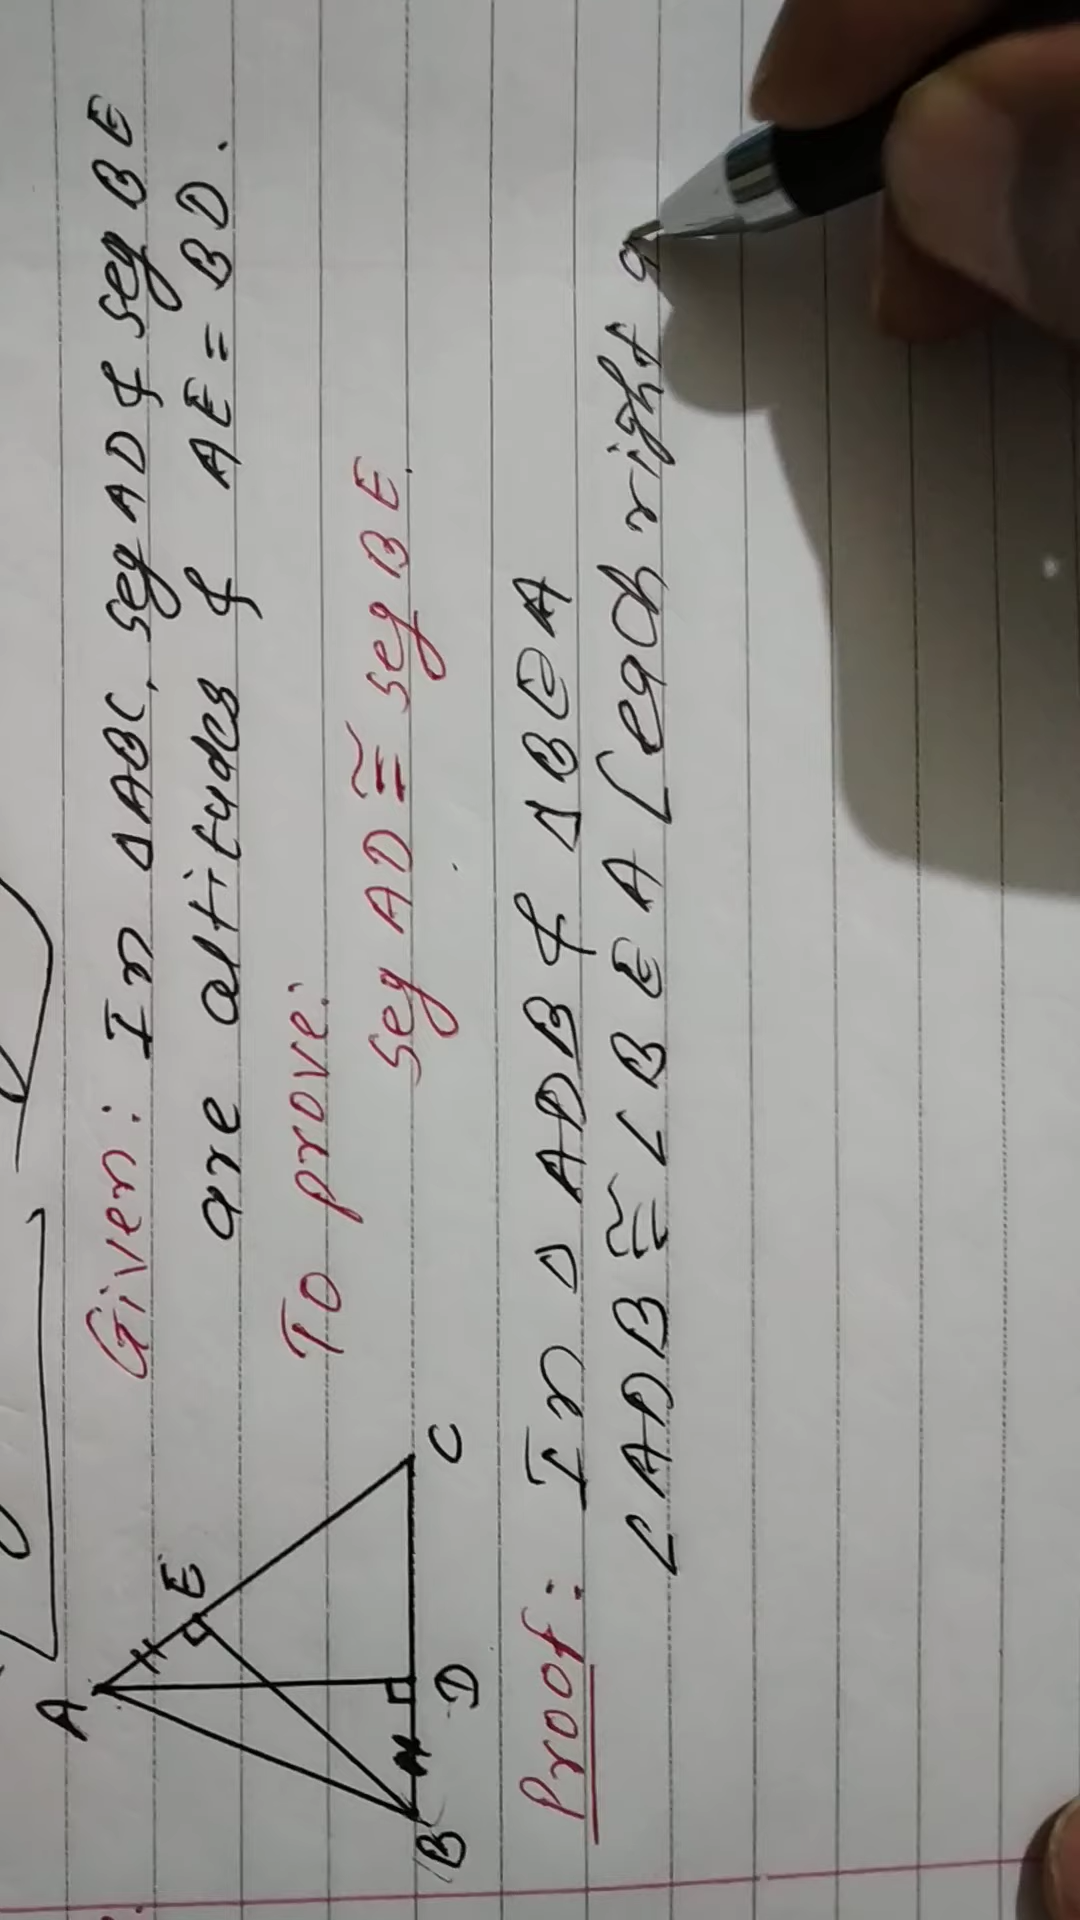 Given: In Δ ABC, seg AD & seg BE
are altitudes & AE = BD.
To prove:
seg AD ≅ seg BE
A
E
B
D
C
Proof: In Δ ADB & Δ BEA
∠ADB ≅ ∠BEA (each right a